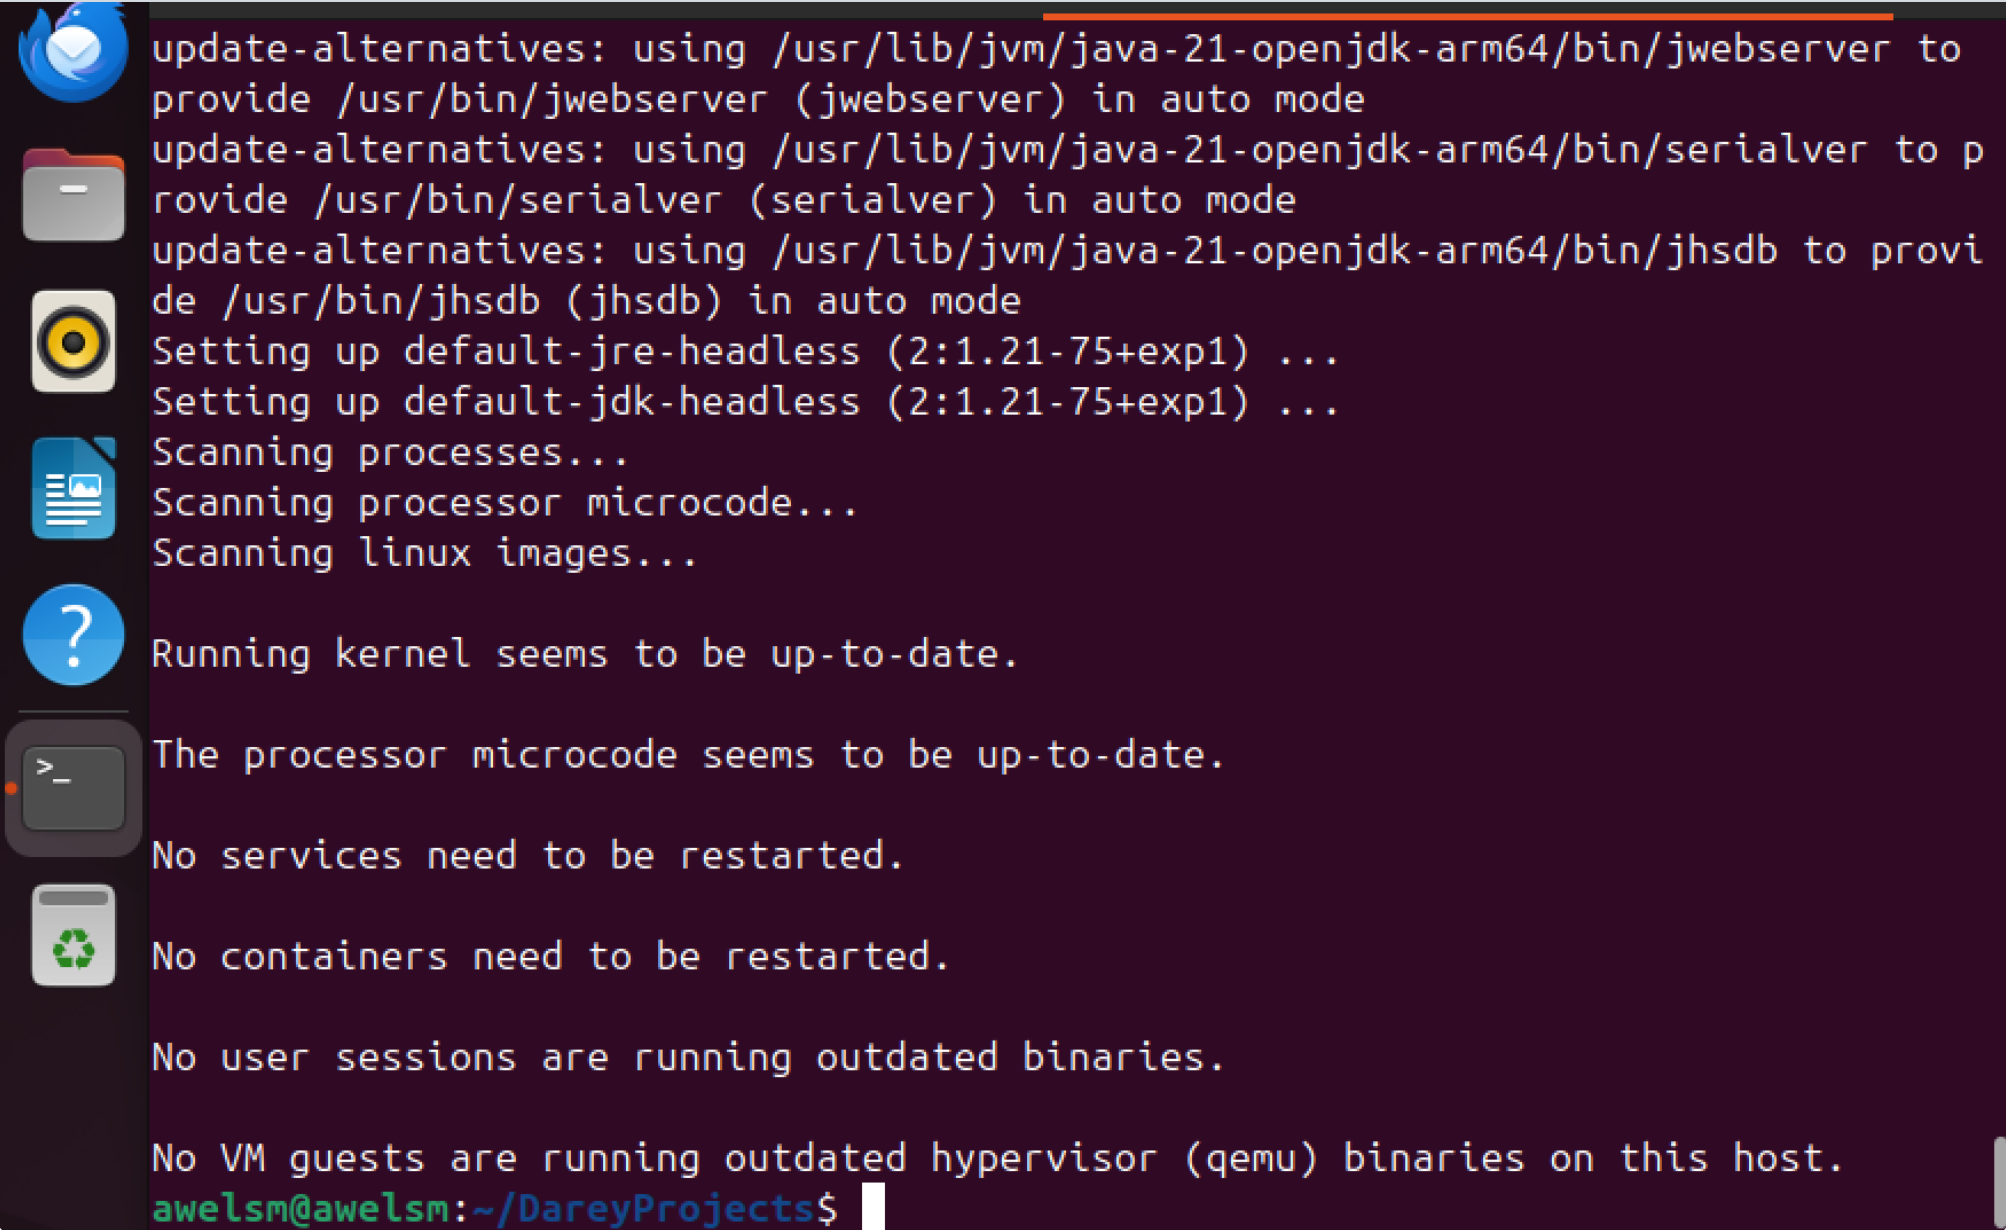 update-alternatives: using /usr/lib/jvm/java-21-openjdk-arm64/bin/jwebserver to
provide /usr/bin/jwebserver (jwebserver) in auto mode
update-alternatives: using /usr/lib/jvm/java-21-openjdk-arm64/bin/serialver to p
rovide /usr/bin/serialver (serialver) in auto mode
update-alternatives: using /usr/lib/jvm/java-21-openjdk-arm64/bin/jhsdb to provi
de /usr/bin/jhsdb (jhsdb) in auto mode
Setting up default-jre-headless (2:1.21-75+exp1) ...
Setting up default-jdk-headless (2:1.21-75+exp1) ...
Scanning processes...
Scanning processor microcode...
Scanning linux images...
Running kernel seems to be up-to-date.
The processor microcode seems to be up-to-date.
No services need to be restarted.
No containers need to be restarted.
No user sessions are running outdated binaries.
No VM guests are running outdated hypervisor (qemu) binaries on this host.
awelsm@awelsm:~/DareyProjects$